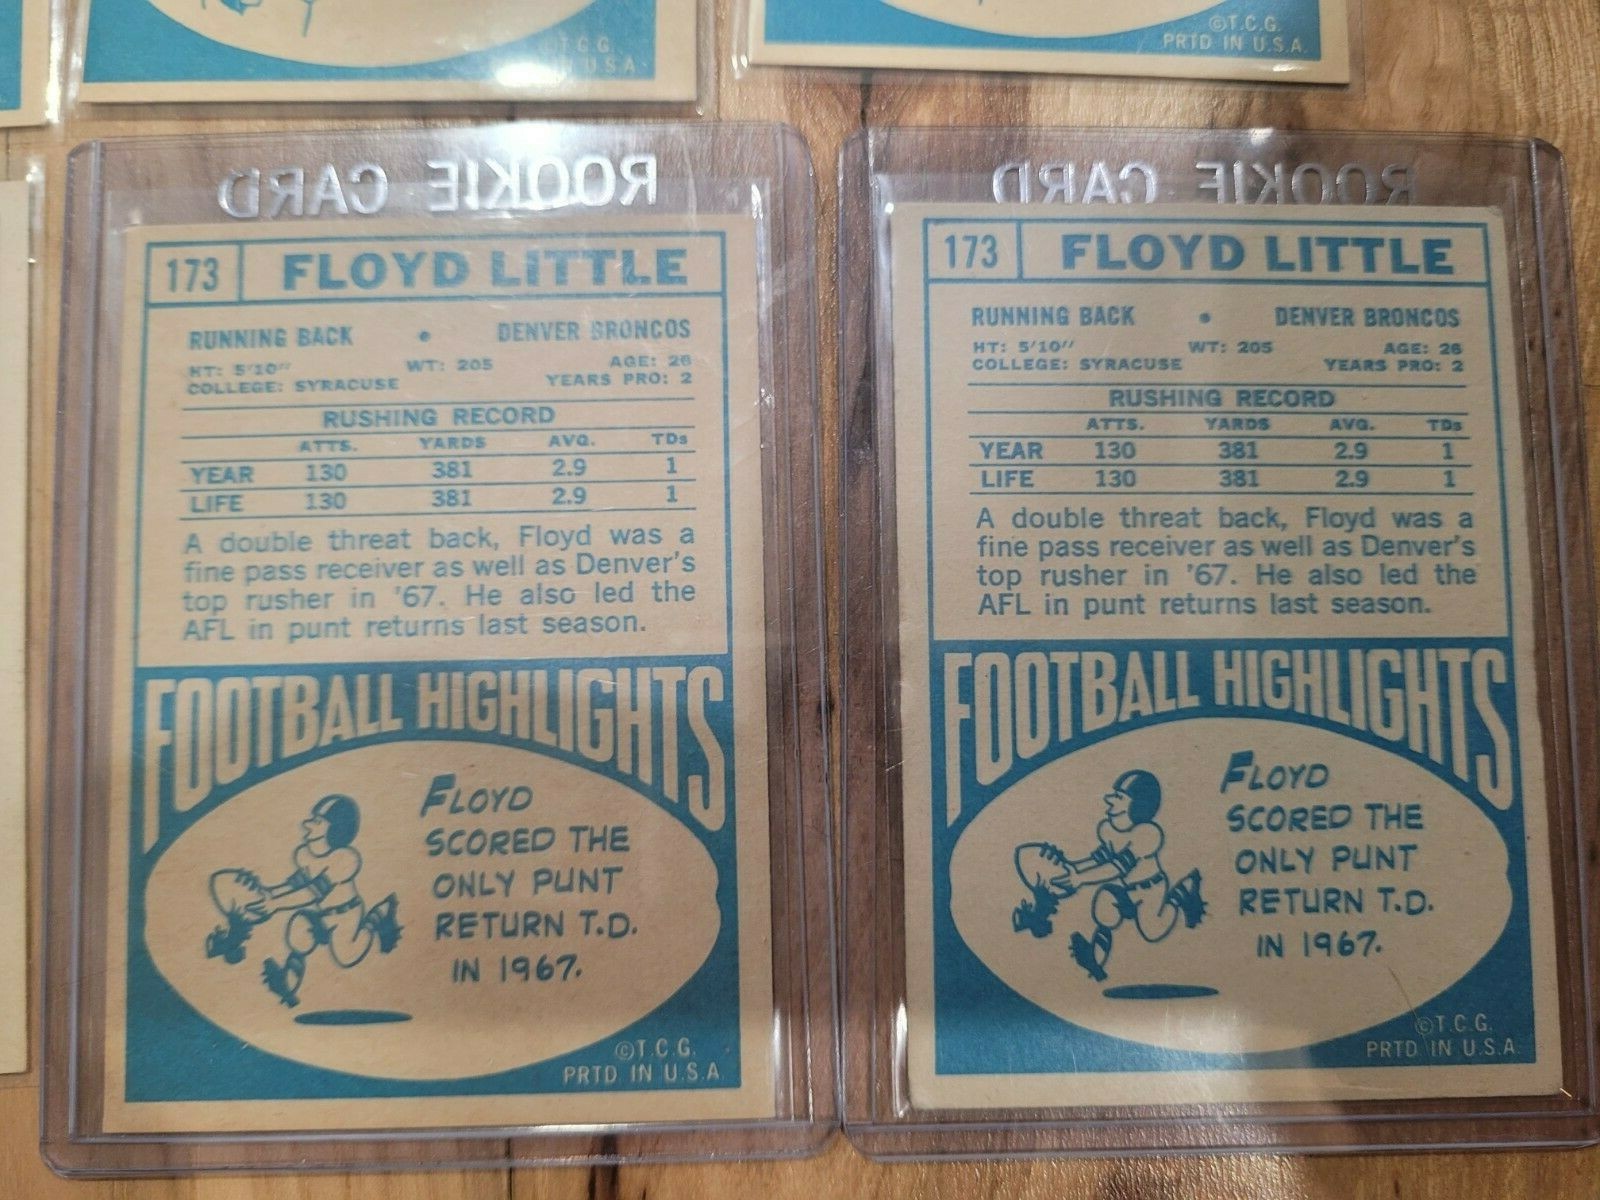 T.C.G.
U.S.A
©T.C.G.
PRTD IN U.S.A.
ROOKIE CARD
173 FLOYD LITTLE
RUNNING BACK • DENVER BRONCOS
HT: 5'10" WT: 205 AGE: 26
COLLEGE: SYRACUSE YEARS PRO: 2
RUSHING RECORD
ATTS. YARDS AVG. TDs
YEAR 130 381 2.9 1
LIFE 130 381 2.9 1
A double threat back, Floyd was a
fine pass receiver as well as Denver's
top rusher in '67. He also led the
AFL in punt returns last season.
FOOTBALL HIGHLIGHTS
FLOYD
SCORED THE
ONLY PUNT
RETURN T.D.
IN 1967.
©T.C.G.
PRTD IN U.S.A.
ROOKIE CARD
173 FLOYD LITTLE
RUNNING BACK • DENVER BRONCOS
HT: 5'10" WT: 205 AGE: 26
COLLEGE: SYRACUSE YEARS PRO: 2
RUSHING RECORD
ATTS. YARDS AVG. TDs
YEAR 130 381 2.9 1
LIFE 130 381 2.9 1
A double threat back, Floyd was a
fine pass receiver as well as Denver's
top rusher in '67. He also led the
AFL in punt returns last season.
FOOTBALL HIGHLIGHTS
FLOYD
SCORED THE
ONLY PUNT
RETURN T.D.
IN 1967.
©T.C.G.
PRTD IN U.S.A.